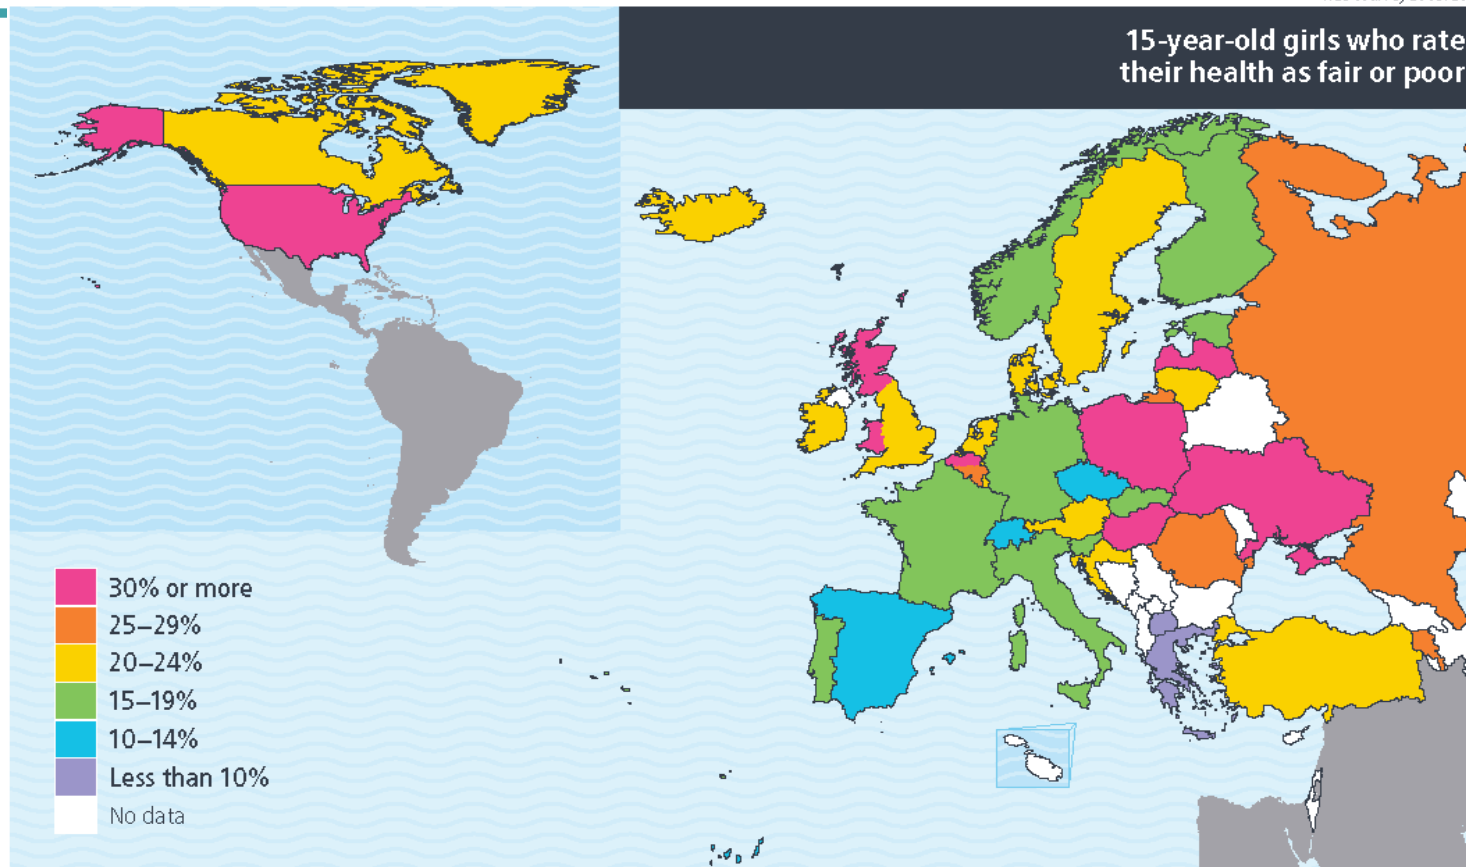 15-year-old girls who rate
their health as fair or poor
30% or more
25–29%
20–24%
15–19%
10–14%
Less than 10%
No data